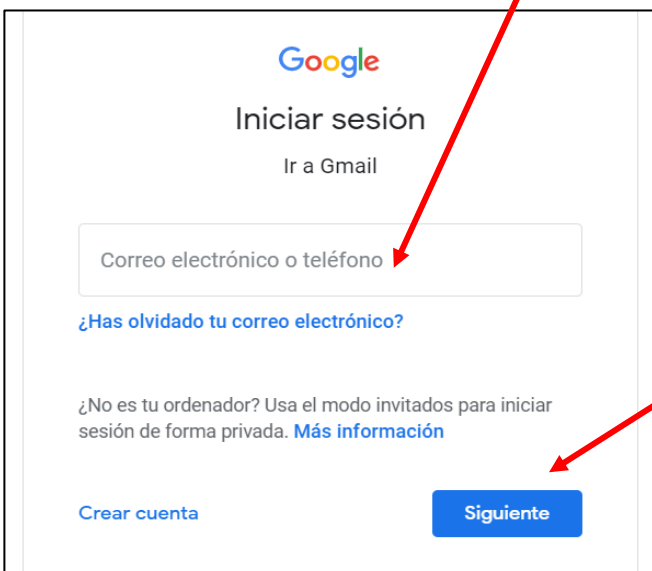 Google
Iniciar sesión
Ir a Gmail
Correo electrónico o teléfono
¿Has olvidado tu correo electrónico?
¿No es tu ordenador? Usa el modo invitados para iniciar
sesión de forma privada. Más información
Crear cuenta
Siguiente